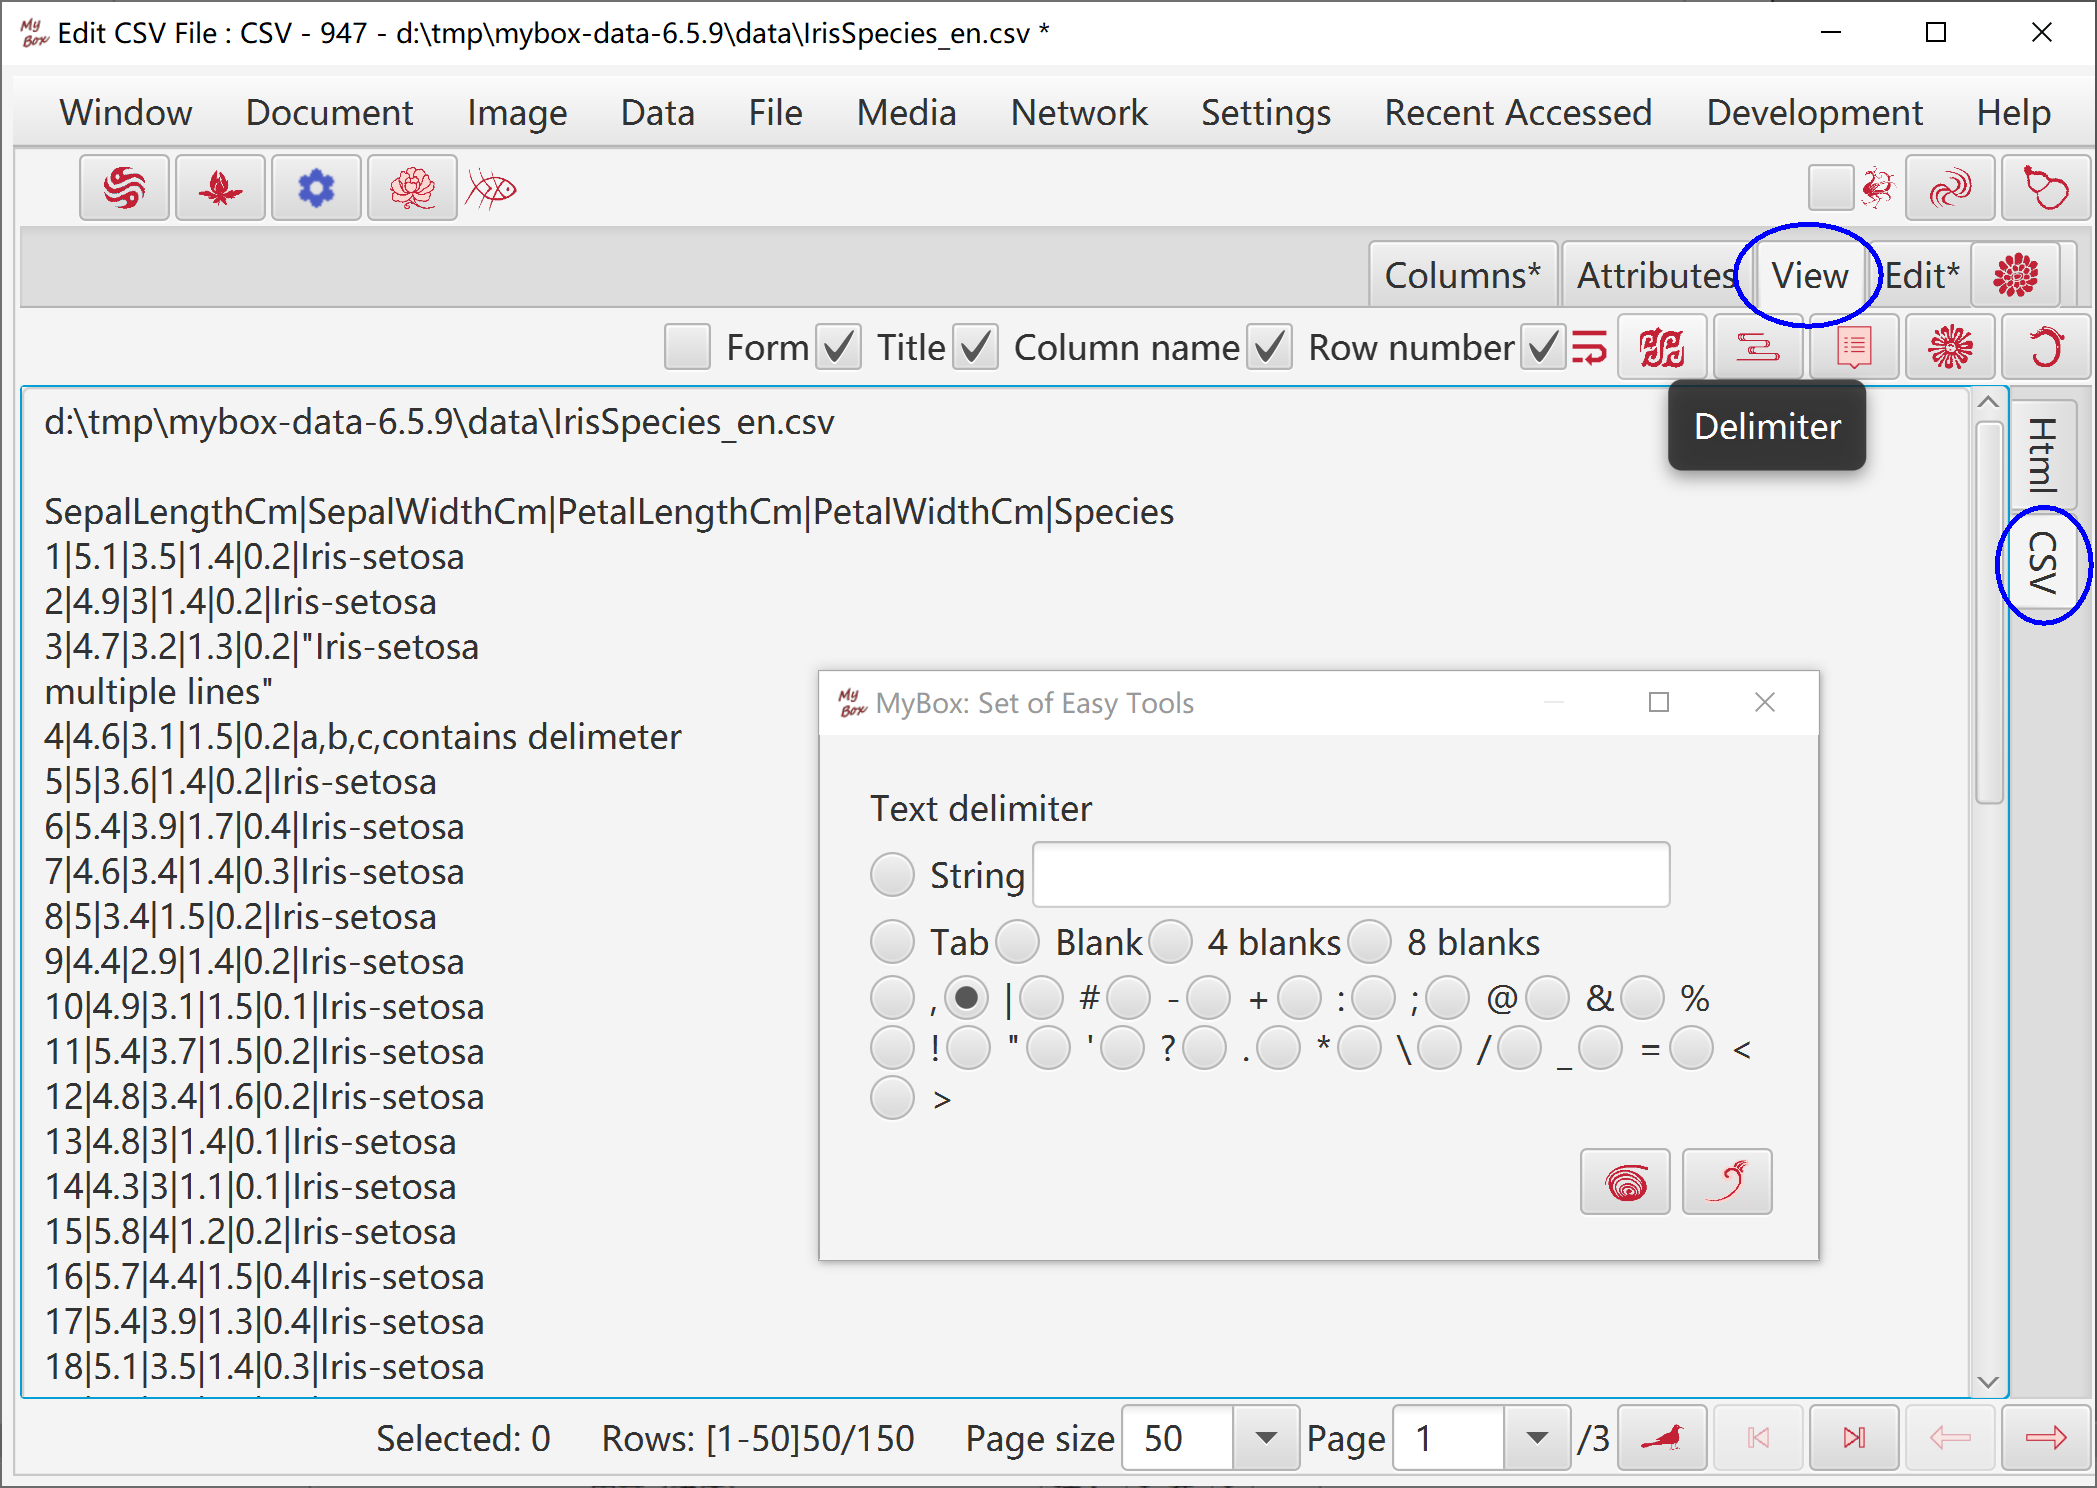 My Box Edit CSV File : CSV - 947 - d:\tmp\mybox-data-6.5.9\data\IrisSpecies_en.csv *
Window Document Image Data File Media Network Settings Recent Accessed Development Help
Columns* Attributes View Edit*
Form Title Column name Row number
Delimiter
d:\tmp\mybox-data-6.5.9\data\IrisSpecies_en.csv
Html
CSV
SepalLengthCm|SepalWidthCm|PetalLengthCm|PetalWidthCm|Species
1|5.1|3.5|1.4|0.2|Iris-setosa
2|4.9|3|1.4|0.2|Iris-setosa
3|4.7|3.2|1.3|0.2|"Iris-setosa
multiple lines"
4|4.6|3.1|1.5|0.2|a,b,c,contains delimeter
5|5|3.6|1.4|0.2|Iris-setosa
6|5.4|3.9|1.7|0.4|Iris-setosa
7|4.6|3.4|1.4|0.3|Iris-setosa
8|5|3.4|1.5|0.2|Iris-setosa
9|4.4|2.9|1.4|0.2|Iris-setosa
10|4.9|3.1|1.5|0.1|Iris-setosa
11|5.4|3.7|1.5|0.2|Iris-setosa
12|4.8|3.4|1.6|0.2|Iris-setosa
13|4.8|3|1.4|0.1|Iris-setosa
14|4.3|3|1.1|0.1|Iris-setosa
15|5.8|4|1.2|0.2|Iris-setosa
16|5.7|4.4|1.5|0.4|Iris-setosa
17|5.4|3.9|1.3|0.4|Iris-setosa
18|5.1|3.5|1.4|0.3|Iris-setosa
My Box MyBox: Set of Easy Tools
Text delimiter
String
Tab Blank 4 blanks 8 blanks
, | # - + : ; @ & %
! " ' ? . * \ / _ = <
>
Selected: 0 Rows: [1-50]50/150 Page size 50 Page 1 /3